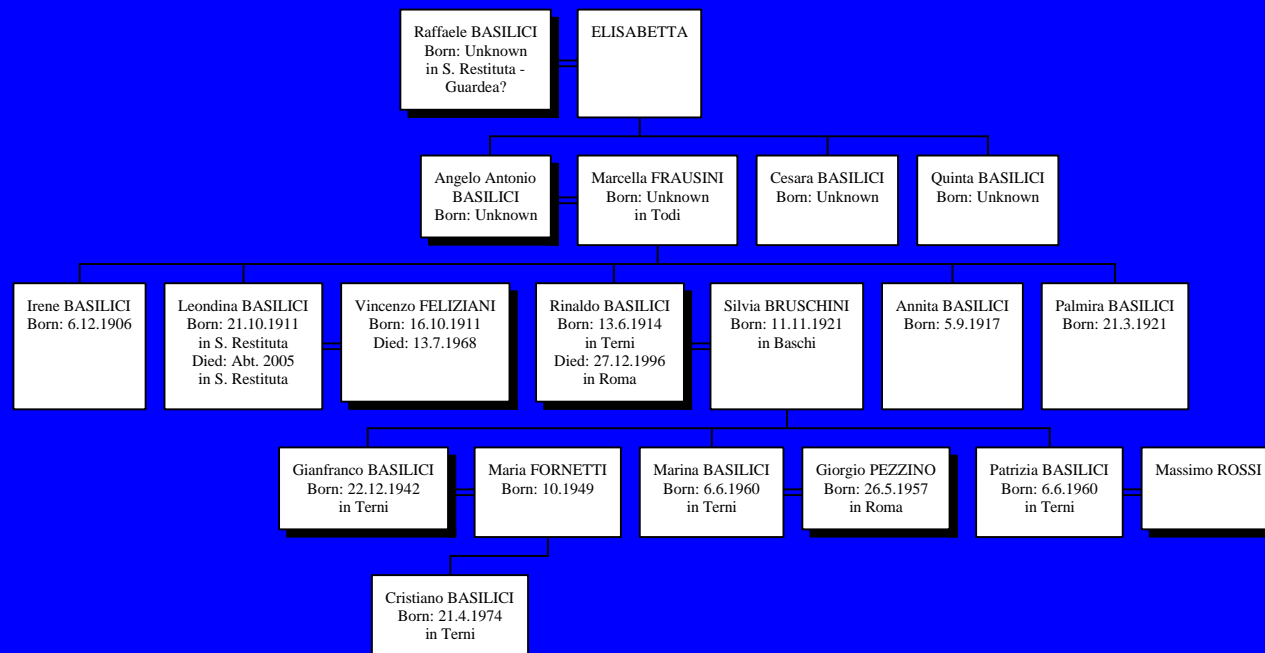 Raffaele BASILICI
Born: Unknown
in S. Restituta -
Guardea?
ELISABETTA
Angelo Antonio
BASILICI
Born: Unknown
Marcella FRAUSINI
Born: Unknown
in Todi
Cesara BASILICI
Born: Unknown
Quinta BASILICI
Born: Unknown
Irene BASILICI
Born: 6.12.1906
Leondina BASILICI
Born: 21.10.1911
in S. Restituta
Died: Abt. 2005
in S. Restituta
Vincenzo FELIZIANI
Born: 16.10.1911
Died: 13.7.1968
Rinaldo BASILICI
Born: 13.6.1914
in Terni
Died: 27.12.1996
in Roma
Silvia BRUSCHINI
Born: 11.11.1921
in Baschi
Annita BASILICI
Born: 5.9.1917
Palmira BASILICI
Born: 21.3.1921
Gianfranco BASILICI
Born: 22.12.1942
in Terni
Maria FORNETTI
Born: 10.1949
Marina BASILICI
Born: 6.6.1960
in Terni
Giorgio PEZZINO
Born: 26.5.1957
in Roma
Patrizia BASILICI
Born: 6.6.1960
in Terni
Massimo ROSSI
Cristiano BASILICI
Born: 21.4.1974
in Terni